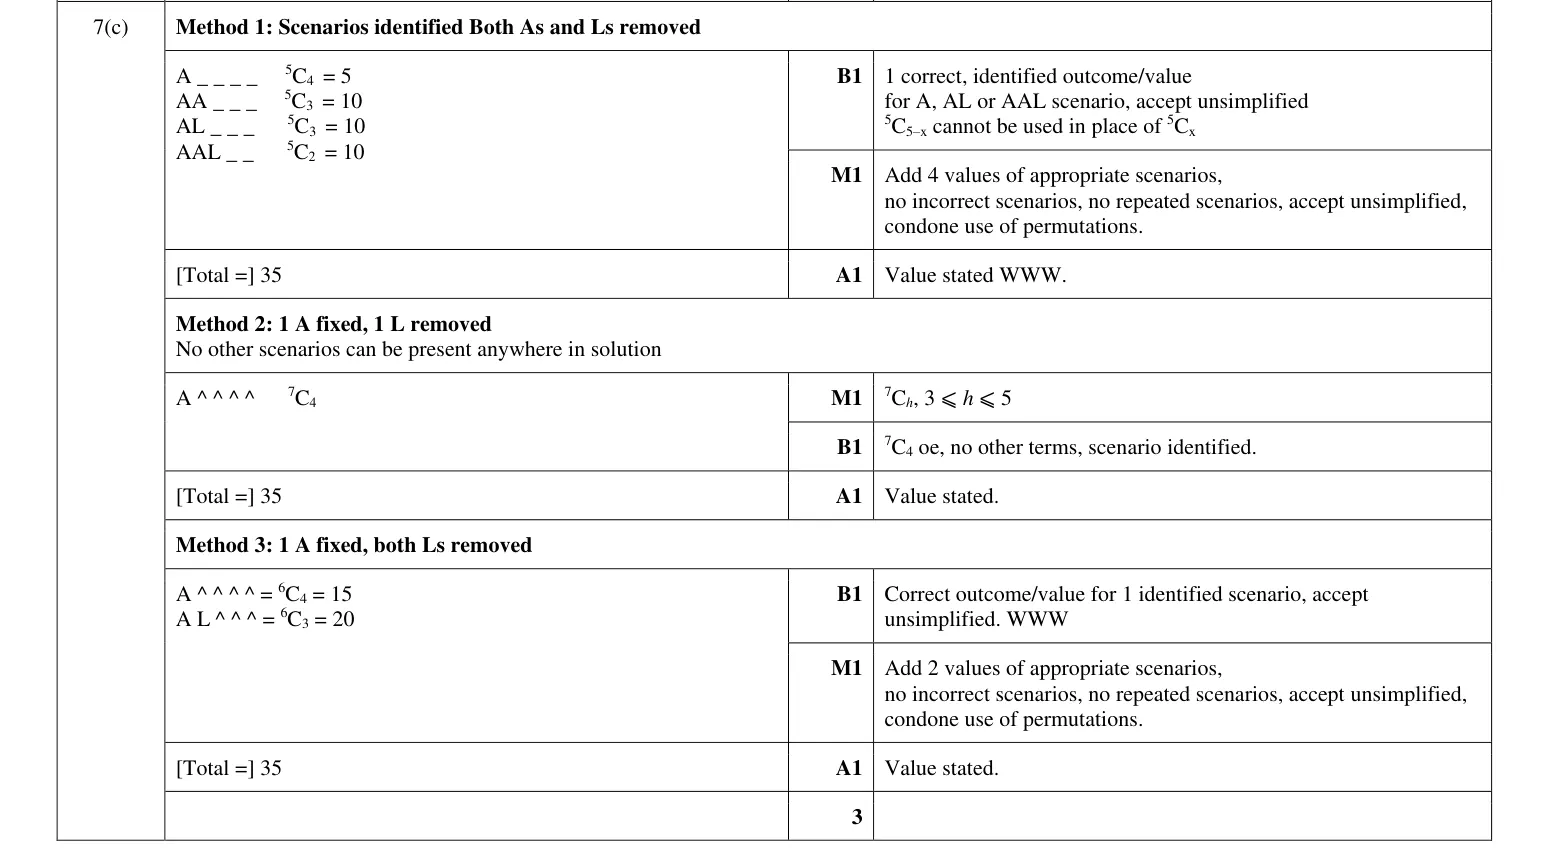 7(c) Method 1: Scenarios identified Both As and Ls removed
A _ _ _ _ ⁵C₄ = 5
AA _ _ _ ⁵C₃ = 10
AL _ _ _ ⁵C₃ = 10
AAL _ _ ⁵C₂ = 10
B1 1 correct, identified outcome/value
for A, AL or AAL scenario, accept unsimplified
⁵C₅₋ₓ cannot be used in place of ⁵Cₓ
M1 Add 4 values of appropriate scenarios,
no incorrect scenarios, no repeated scenarios, accept unsimplified,
condone use of permutations.
[Total =] 35 A1 Value stated WWW.
Method 2: 1 A fixed, 1 L removed
No other scenarios can be present anywhere in solution
A ^ ^ ^ ^ ⁷C₄ M1 ⁷Cₕ, 3 ⩽ h ⩽ 5
B1 ⁷C₄ oe, no other terms, scenario identified.
[Total =] 35 A1 Value stated.
Method 3: 1 A fixed, both Ls removed
A ^ ^ ^ ^ = ⁶C₄ = 15
A L ^ ^ ^ = ⁶C₃ = 20
B1 Correct outcome/value for 1 identified scenario, accept
unsimplified. WWW
M1 Add 2 values of appropriate scenarios,
no incorrect scenarios, no repeated scenarios, accept unsimplified,
condone use of permutations.
[Total =] 35 A1 Value stated.
3